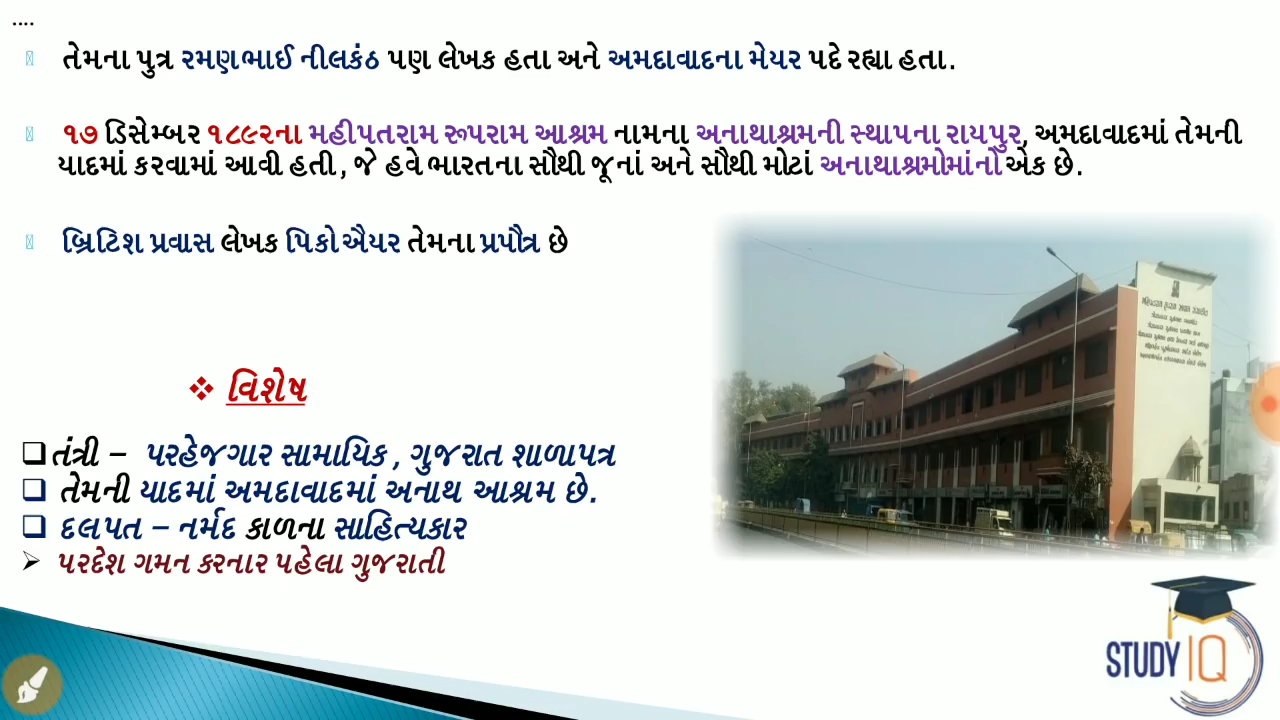 ....
તેમના પુત્ર રમણભાઈ નીલકંઠ પણ લેખક હતા અને અમદાવાદના મેયર પદે રહ્યા હતા.
૧૭ ડિસેમ્બર ૧૮૯૨ના મહીપતરામ રૂપરામ આશ્રમ નામના અનાથાશ્રમની સ્થાપના રાયપુર, અમદાવાદમાં તેમની
યાદમાં કરવામાં આવી હતી, જે હવે ભારતના સૌથી જૂનાં અને સૌથી મોટાં અનાથાશ્રમોમાંનો એક છે.
બ્રિટિશ પ્રવાસ લેખક પિકો ઐયર તેમના પ્રપૌત્ર છે
વિશેષ
તંત્રી – પરહેજગાર સામાયિક, ગુજરાત શાળાપત્ર
તેમની યાદમાં અમદાવાદમાં અનાથ આશ્રમ છે.
દલપત – નર્મદ કાળના સાહિત્યકાર
પરદેશ ગમન કરનાર પહેલા ગુજરાતી
STUDY IQ